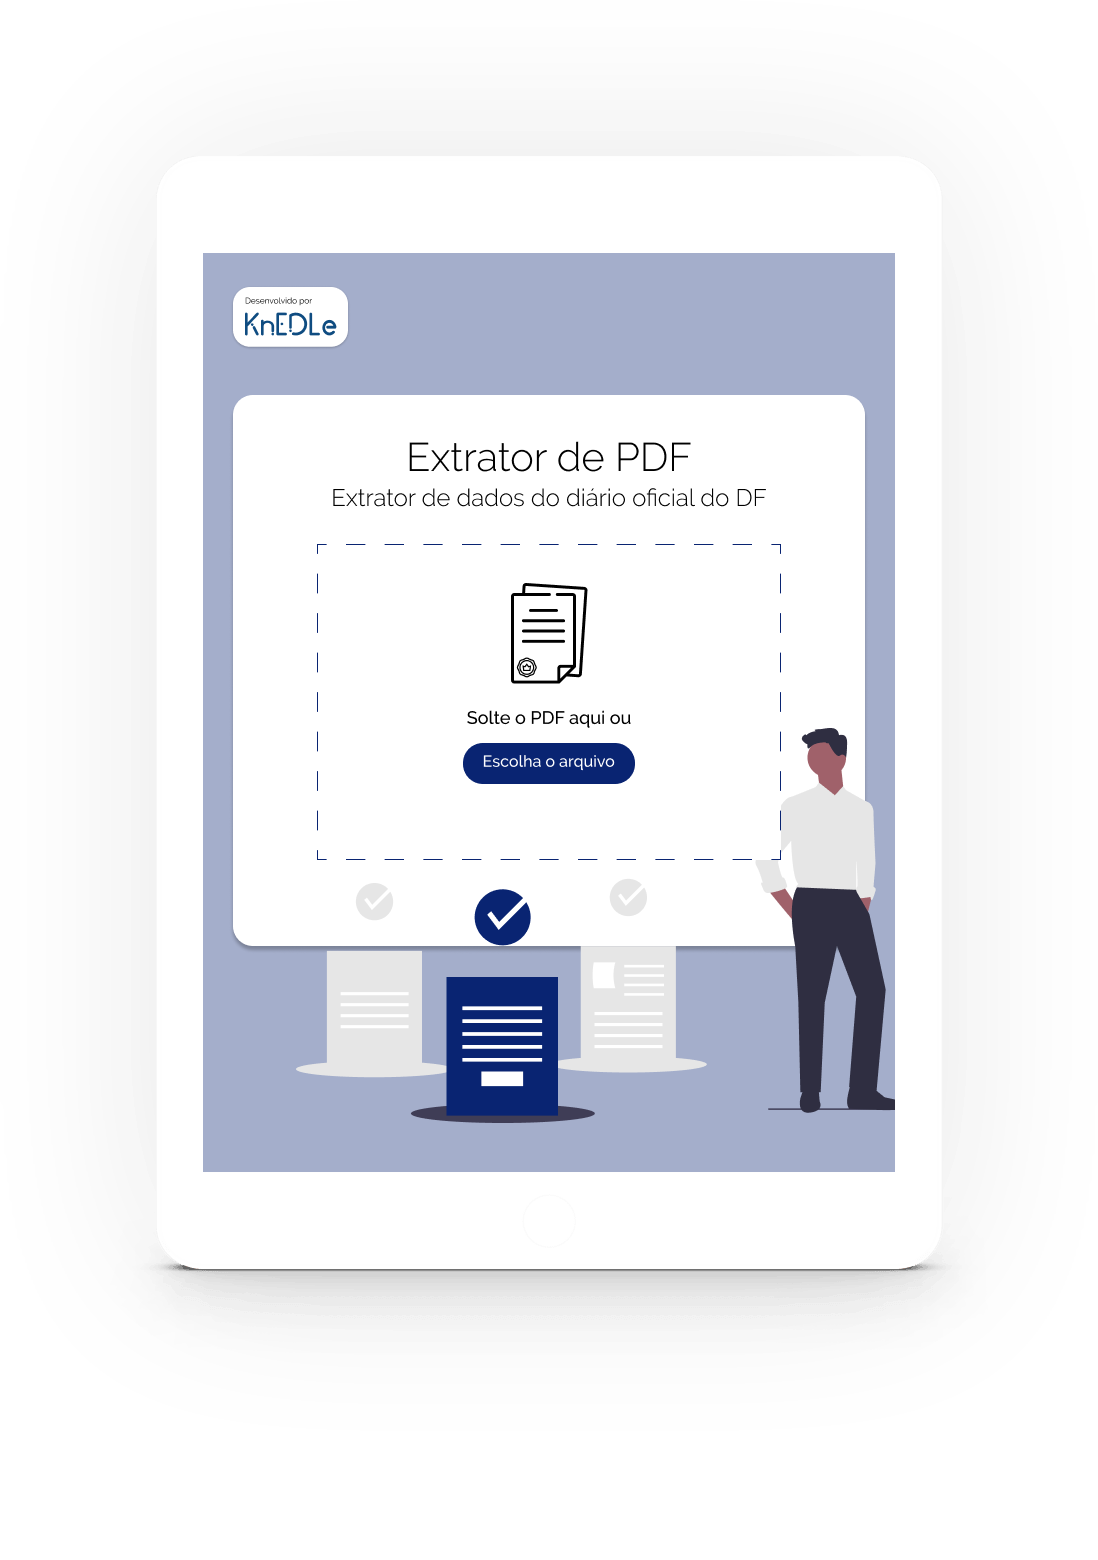 Desenvolvido por
KnEDLe
Extrator de PDF
Extrator de dados do diário oficial do DF
Solte o PDF aqui ou
Escolha o arquivo